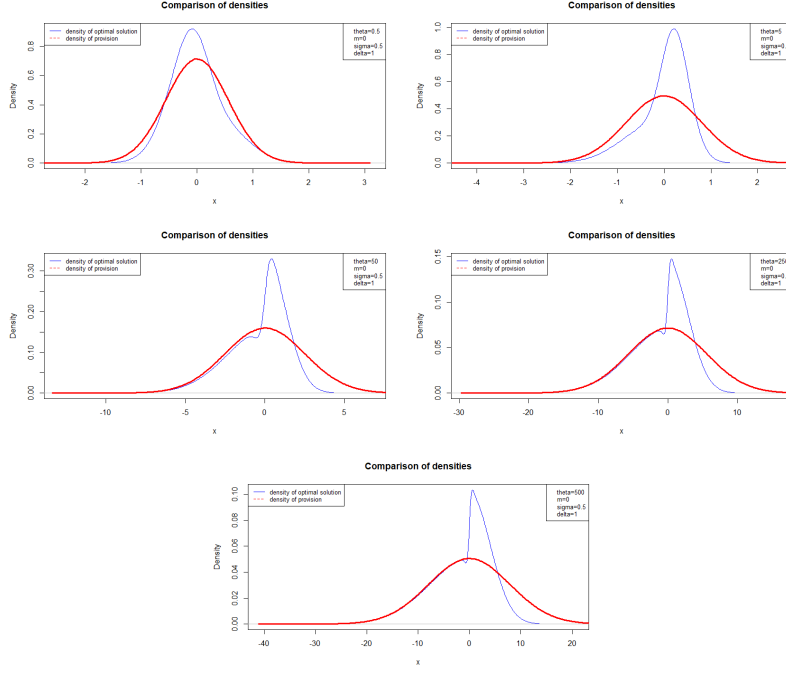 Comparison of densities
density of optimal solution
density of provision
theta=0.5
m=0
sigma=0.5
delta=1
Density
0.0 0.2 0.4 0.6 0.8
-2 -1 0 1 2 3
x
Comparison of densities
density of optimal solution
density of provision
theta=5
m=0
sigma=0.
delta=1
Density
0.0 0.2 0.4 0.6 0.8 1.0
-4 -3 -2 -1 0 1 2
x
Comparison of densities
density of optimal solution
density of provision
theta=50
m=0
sigma=0.5
delta=1
Density
0.00 0.10 0.20 0.30
-10 -5 0 5
x
Comparison of densities
density of optimal solution
density of provision
theta=250
m=0
sigma=0.
delta=1
Density
0.00 0.05 0.10 0.15
-30 -20 -10 0 10
x
Comparison of densities
density of optimal solution
density of provision
theta=500
m=0
sigma=0.5
delta=1
Density
0.00 0.02 0.04 0.06 0.08 0.10
-40 -30 -20 -10 0 10 20
x